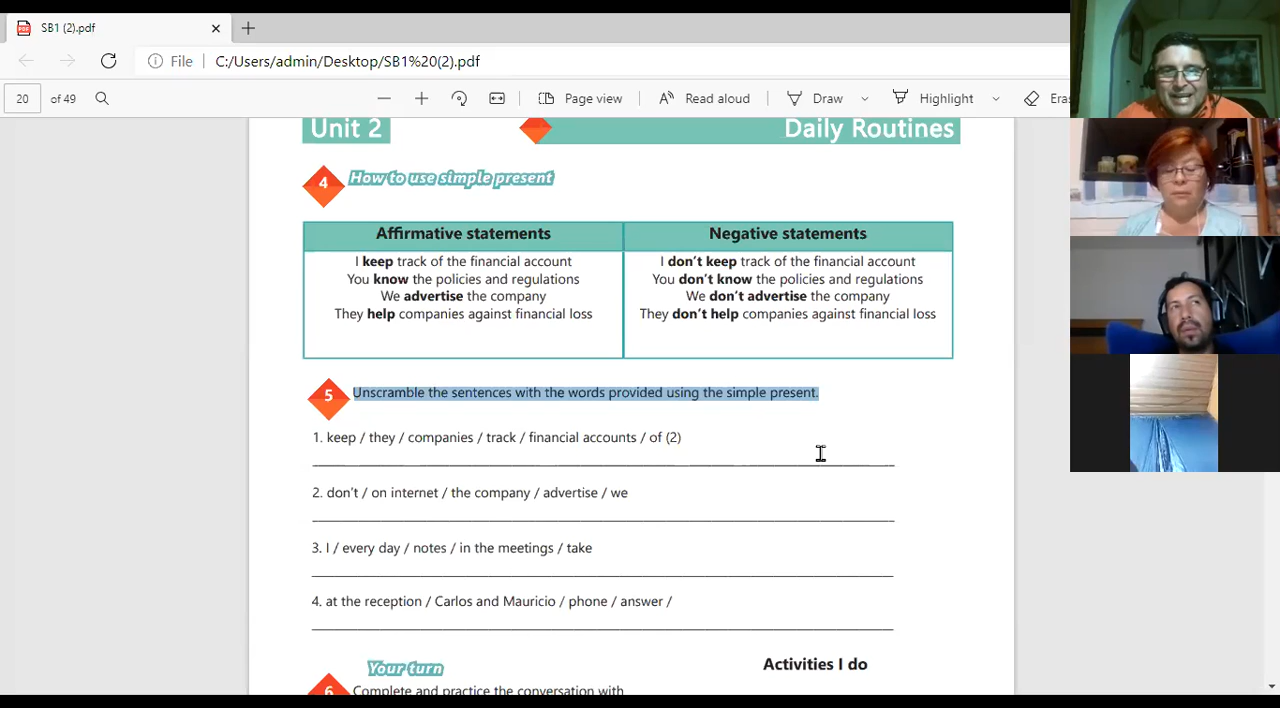 SB1 (2).pdf
File
C:/Users/admin/Desktop/SB1%20(2).pdf
20 of 49
Page view
Read aloud
Draw
Highlight
Eras
Unit 2
Daily Routines
4 How to use simple present
Affirmative statements
I keep track of the financial account
You know the policies and regulations
We advertise the company
They help companies against financial loss
Negative statements
I don't keep track of the financial account
You don't know the policies and regulations
We don't advertise the company
They don't help companies against financial loss
5 Unscramble the sentences with the words provided using the simple present.
1. keep / they / companies / track / financial accounts / of (2)
2. don't / on internet / the company / advertise / we
3. I / every day / notes / in the meetings / take
4. at the reception / Carlos and Mauricio / phone / answer /
Your turn
Activities I do
6 Complete and practice the conversation with